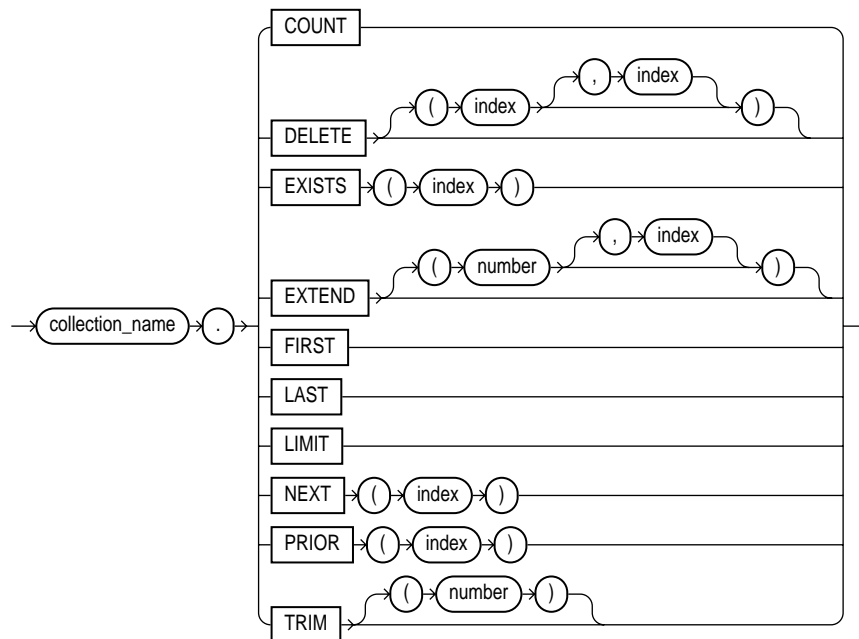 COUNT
, index
( index )
DELETE
EXISTS ( index )
, index
( number )
EXTEND
collection_name .
FIRST
LAST
LIMIT
NEXT ( index )
PRIOR ( index )
( number )
TRIM